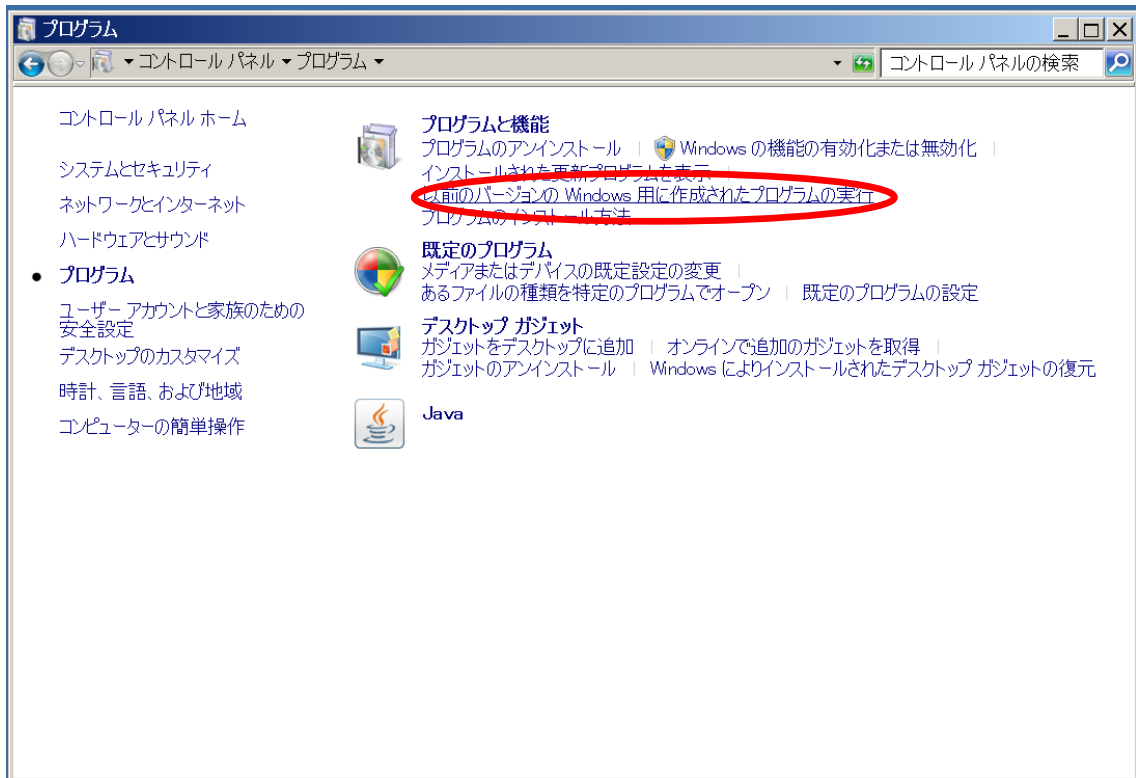 プログラム
コントロール パネル プログラム コントロール パネルの検索
コントロール パネル ホーム
システムとセキュリティ
ネットワークとインターネット
ハードウェアとサウンド
プログラム
ユーザー アカウントと家族のための
安全設定
デスクトップのカスタマイズ
時計、言語、および地域
コンピューターの簡単操作
プログラムと機能
プログラムのアンインストール | Windows の機能の有効化または無効化 |
インストールされた更新プログラムを表示 |
以前のバージョンの Windows 用に作成されたプログラムの実行
プログラムのインストール方法
既定のプログラム
メディアまたはデバイスの既定設定の変更 |
あるファイルの種類を特定のプログラムでオープン | 既定のプログラムの設定
デスクトップ ガジェット
ガジェットをデスクトップに追加 | オンラインで追加のガジェットを取得 |
ガジェットのアンインストール | Windows によりインストールされたデスクトップ ガジェットの復元
Java